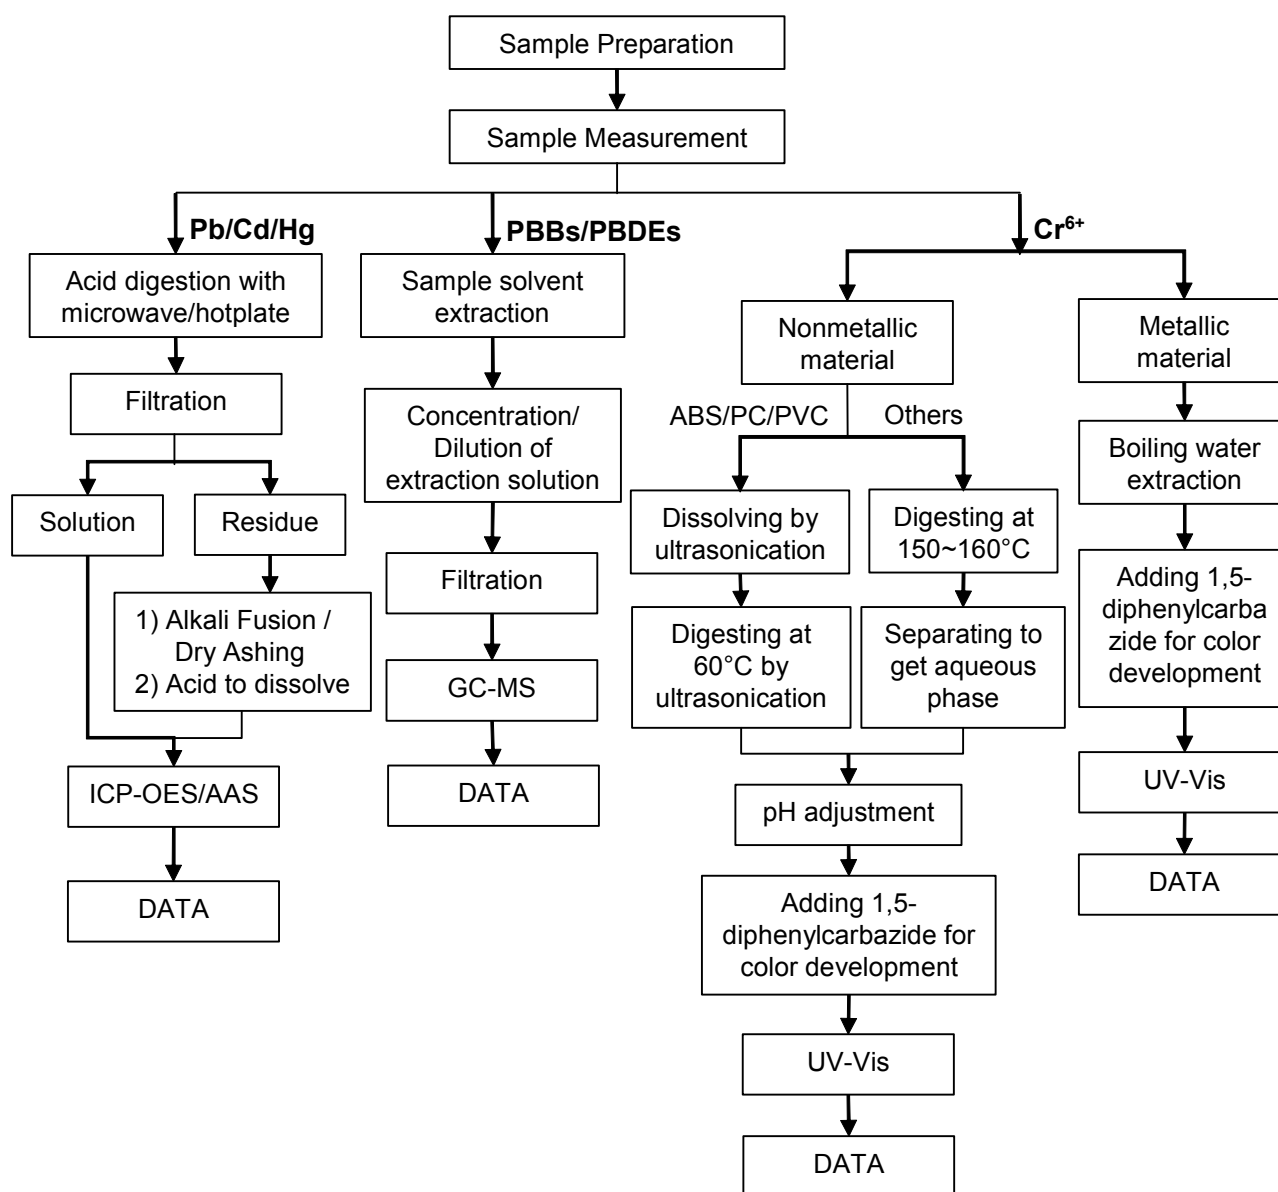 Sample Preparation
Sample Measurement
Pb/Cd/Hg
Acid digestion with
microwave/hotplate
Filtration
Solution
Residue
1) Alkali Fusion /
Dry Ashing
2) Acid to dissolve
ICP-OES/AAS
DATA
PBBs/PBDEs
Sample solvent
extraction
Concentration/
Dilution of
extraction solution
Filtration
GC-MS
DATA
Cr⁶⁺
Nonmetallic
material
ABS/PC/PVC
Others
Dissolving by
ultrasonication
Digesting at
60°C by
ultrasonication
Digesting at
150~160°C
Separating to
get aqueous
phase
pH adjustment
Adding 1,5-
diphenylcarbazide for
color development
UV-Vis
DATA
Metallic
material
Boiling water
extraction
Adding 1,5-
diphenylcarba
zide for color
development
UV-Vis
DATA